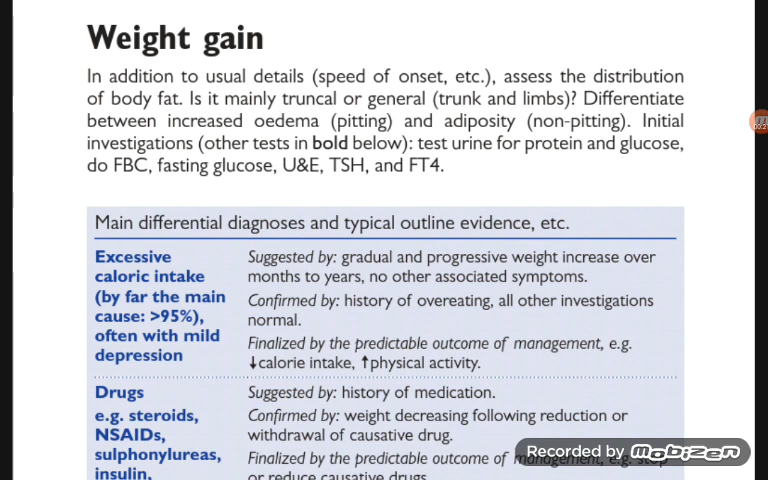 Weight gain
In addition to usual details (speed of onset, etc.), assess the distribution
of body fat. Is it mainly truncal or general (trunk and limbs)? Differentiate
between increased oedema (pitting) and adiposity (non-pitting). Initial
investigations (other tests in bold below): test urine for protein and glucose,
do FBC, fasting glucose, U&E, TSH, and FT4.
Main differential diagnoses and typical outline evidence, etc.
Excessive
caloric intake
(by far the main
cause: >95%),
often with mild
depression
Suggested by: gradual and progressive weight increase over
months to years, no other associated symptoms.
Confirmed by: history of overeating, all other investigations
normal.
Finalized by the predictable outcome of management, e.g.
↓calorie intake, ↑physical activity.
Drugs
e.g. steroids,
NSAIDs,
sulphonylureas,
insulin,
Suggested by: history of medication.
Confirmed by: weight decreasing following reduction or
withdrawal of causative drug.
Finalized by the predictable outcome of management, e.g. stop
or reduce causative drugs
Recorded by Mobizen